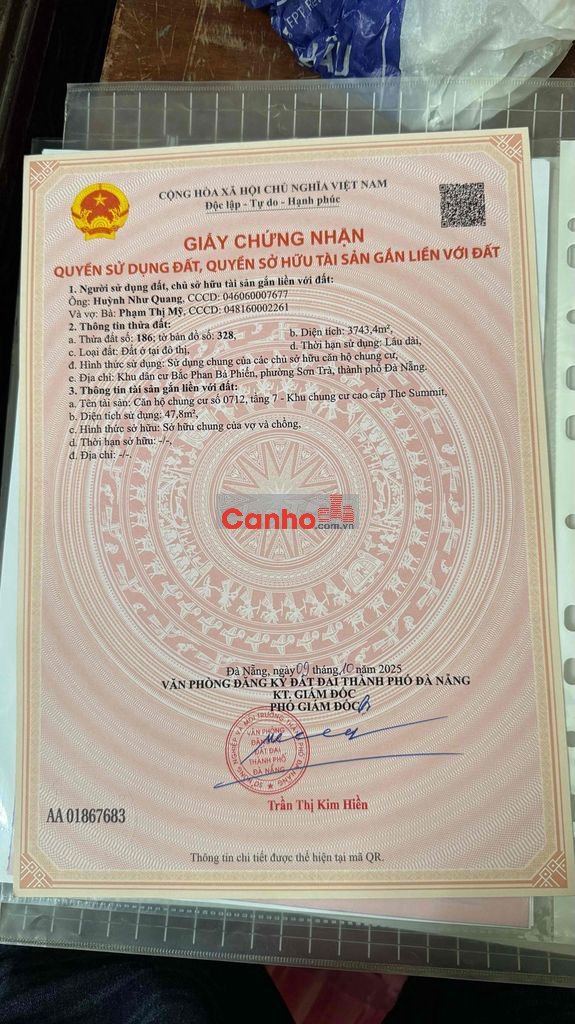 CỘNG HÒA XÃ HỘI CHỦ NGHĨA VIỆT NAM
Độc lập - Tự do - Hạnh phúc
GIẤY CHỨNG NHẬN
QUYỀN SỬ DỤNG ĐẤT, QUYỀN SỞ HỮU TÀI SẢN GẮN LIỀN VỚI ĐẤT
1. Người sử dụng đất, chủ sở hữu tài sản gắn liền với đất:
Ông: Huỳnh Như Quang, CCCD: 046060007677
Và vợ: Bà: Phạm Thị Mỹ, CCCD: 048160002261
2. Thông tin thửa đất:
a. Thửa đất số: 186; tờ bản đồ số: 328, b. Diện tích: 3743,4m²,
c. Loại đất: Đất ở tại đô thị, d. Thời hạn sử dụng: Lâu dài,
đ. Hình thức sử dụng: Sử dụng chung của các chủ sở hữu căn hộ chung cư,
e. Địa chỉ: Khu dân cư Bắc Phan Bá Phiến, phường Sơn Trà, thành phố Đà Nẵng.
3. Thông tin tài sản gắn liền với đất:
a. Tên tài sản: Căn hộ chung cư số 0712, tầng 7 - Khu chung cư cao cấp The Summit,
b. Diện tích sử dụng: 47,8m²,
c. Hình thức sở hữu: Sở hữu chung của vợ và chồng,
d. Thời hạn sở hữu: -/-,
đ. Địa chỉ: -/-.
Canho.com.vn
Đà Nẵng, ngày 09 tháng 10 năm 2025
VĂN PHÒNG ĐĂNG KÝ ĐẤT ĐAI THÀNH PHỐ ĐÀ NẴNG
KT. GIÁM ĐỐC
PHÓ GIÁM ĐỐC
VĂN PHÒNG
ĐĂNG KÝ
ĐẤT ĐAI
THÀNH PHỐ
ĐÀ NẴNG
Trần Thị Kim Hiền
AA 01867683
Thông tin chi tiết được thể hiện tại mã QR.